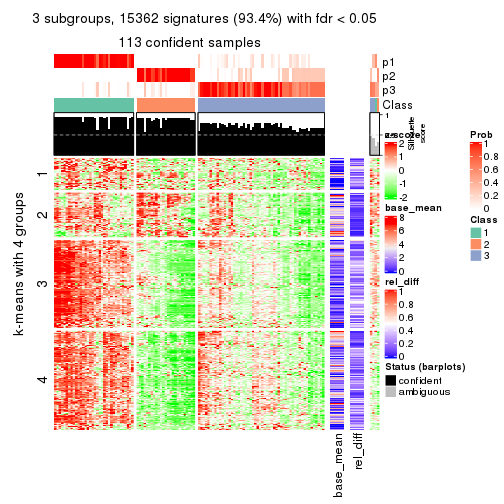 3 subgroups, 15362 signatures (93.4%) with fdr < 0.05
113 confident samples
p1
p2
p3
Class
1
Silhouette
score
z-score
2
1
0
-1
-2
Prob
1
0.8
0.6
0.4
0.2
0
base_mean
8
6
4
2
0
Class
1
2
3
rel_diff
1
0.8
0.6
0.4
0.2
0
Status (barplots)
confident
ambiguous
k-means with 4 groups
1
2
3
4
base_mean
rel_diff